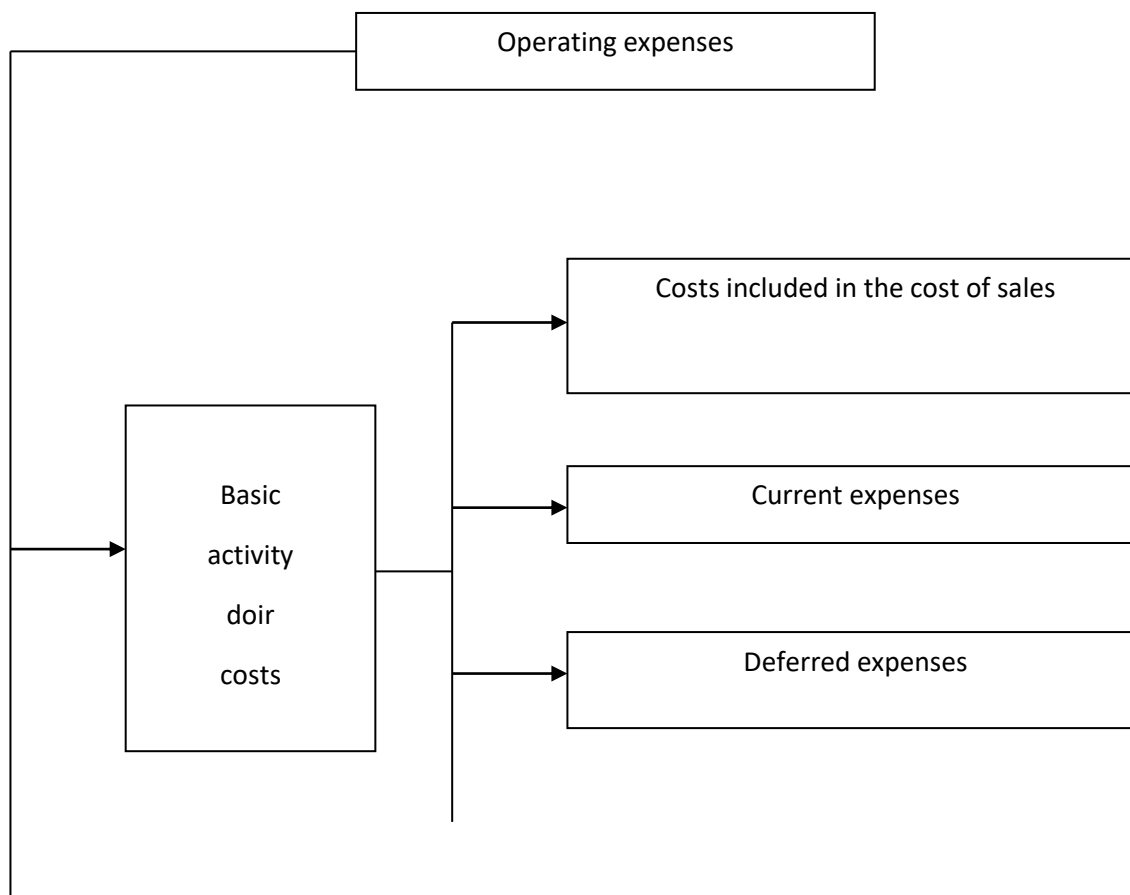 Operating expenses
Costs included in the cost of sales
Basic
activity
doir
costs
Current expenses
Deferred expenses